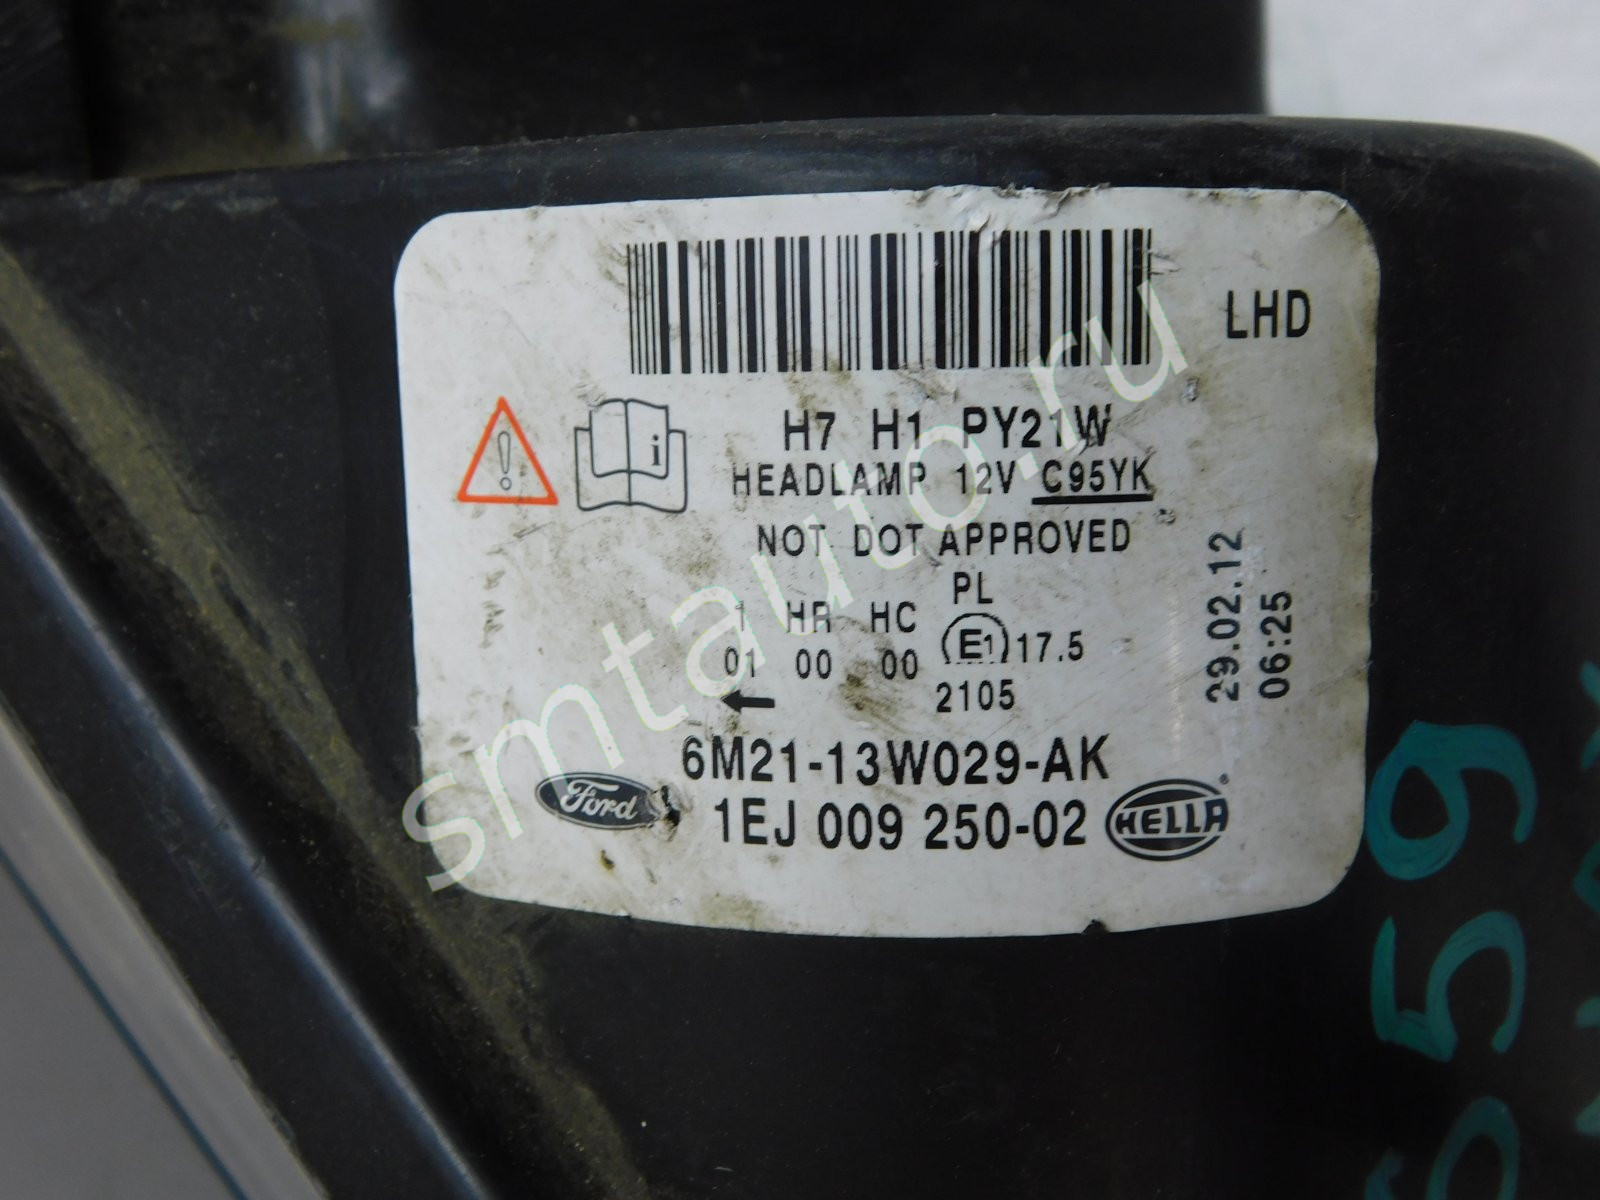 LHD
H7 H1 PY21W
HEADLAMP 12V C95YK
NOT DOT APPROVED
PL
1 HR HC
01 00 00 E1 17.5
2105
29.02.12
06:25
6M21-13W029-AK
Ford 1EJ 009 250-02 HELLA
smtauto.ru
59